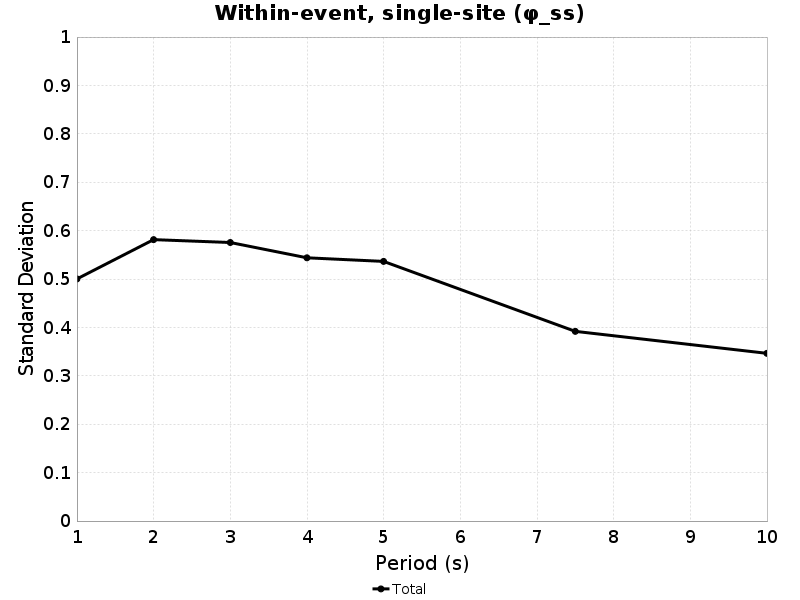 Within-event, single-site (φ_ss)
1
0.9
0.8
0.7
0.6
0.5
0.4
0.3
0.2
0.1
0
Standard Deviation
1 2 3 4 5 6 7 8 9 10
Period (s)
Total